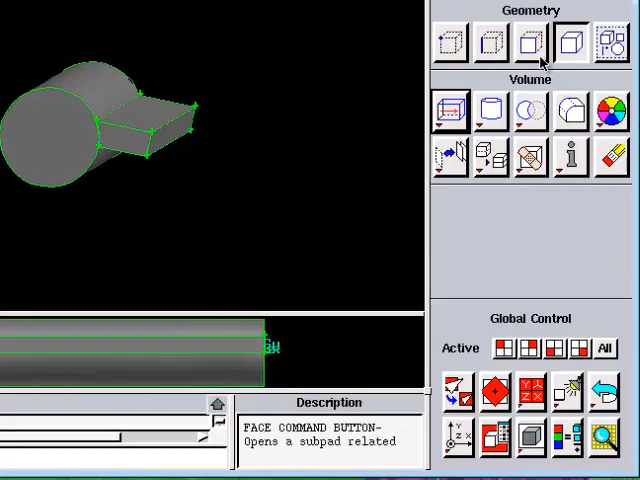 Geometry
Volume
Global Control
Active
All
Description
FACE COMMAND BUTTON-
Opens a subpad related